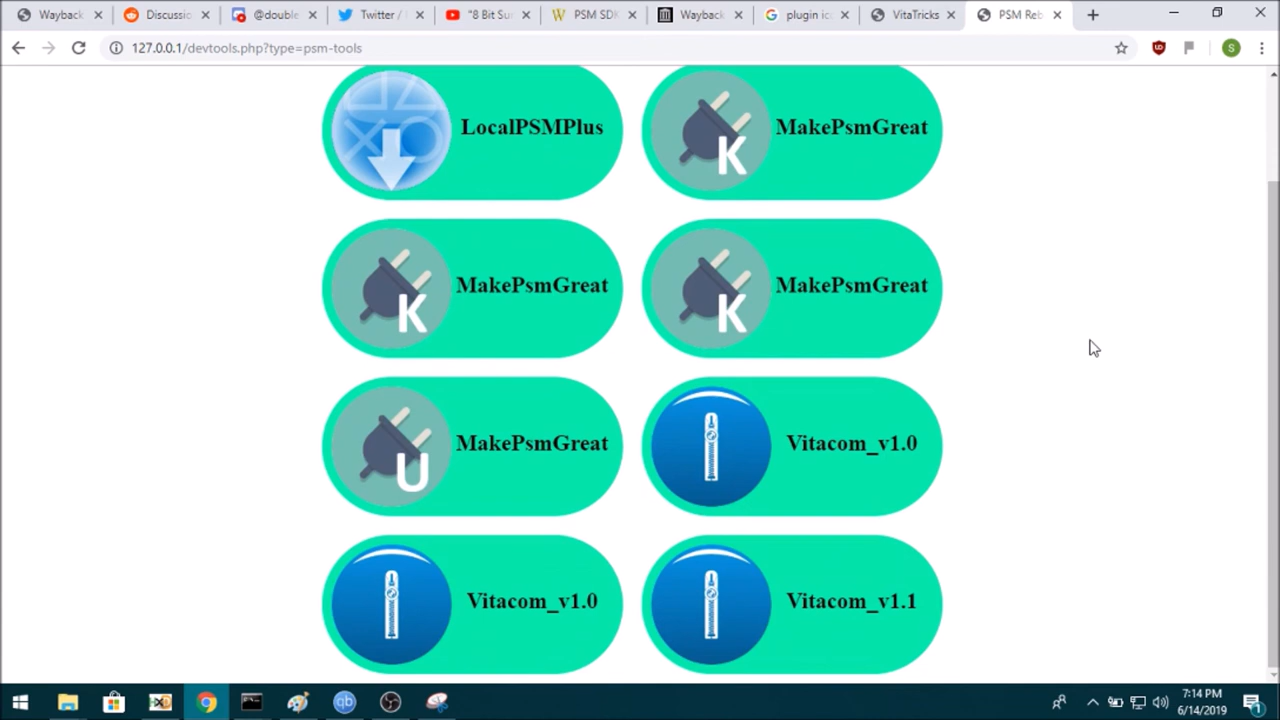 Wayback
Discussio
@double
Twitter /
"8 Bit Su
PSM SDK
Wayback
plugin ic
VitaTricks
PSM Reb
127.0.0.1/devtools.php?type=psm-tools
S
LocalPSMPlus
K
MakePsmGreat
K
MakePsmGreat
K
MakePsmGreat
U
MakePsmGreat
Vitacom_v1.0
Vitacom_v1.0
Vitacom_v1.1
qb
7:14 PM
6/14/2019
1